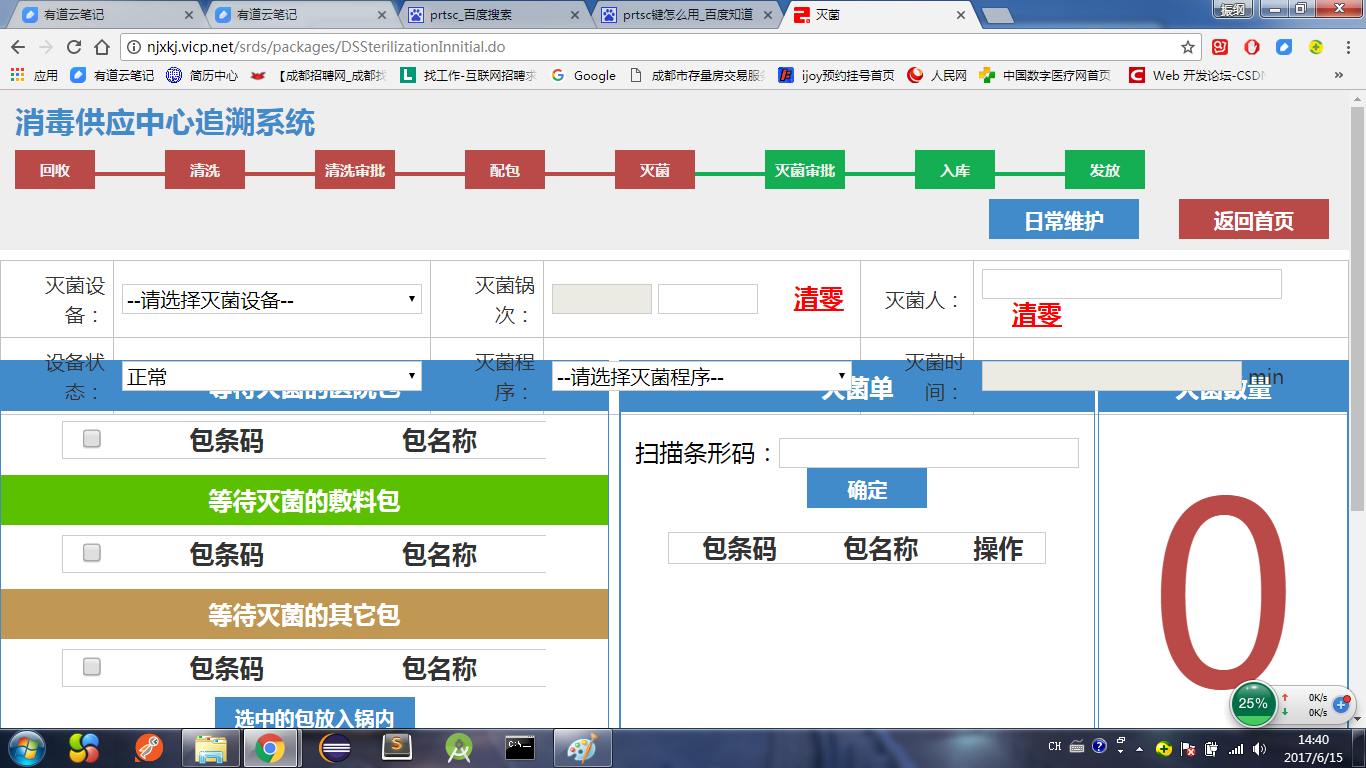 有道云笔记
有道云笔记
prtsc_百度搜索
prtsc键怎么用_百度知道
灭菌
振纲
njxkj.vicp.net/srds/packages/DSSterilizationInnitial.do
应用
有道云笔记
简历中心
【成都招聘网_成都找
找工作-互联网招聘求
Google
成都市存量房交易服务
ijoy预约挂号首页
人民网
中国数字医疗网首页
Web 开发论坛-CSDN
»
消毒供应中心追溯系统
回收
清洗
清洗审批
配包
灭菌
灭菌审批
入库
发放
日常维护
返回首页
灭菌设
备：
--请选择灭菌设备--
灭菌锅
次：
清零
灭菌人：
清零
设备状
态：
正常
灭菌程
序：
--请选择灭菌程序--
灭菌时
间：
min
等待灭菌的医院包
灭菌单
灭菌数量
包条码 包名称
等待灭菌的敷料包
包条码 包名称
等待灭菌的其它包
包条码 包名称
选中的包放入锅内
扫描条形码：
确定
包条码 包名称 操作
0
25%
0K/s
0K/s
CH
14:40
2017/6/15